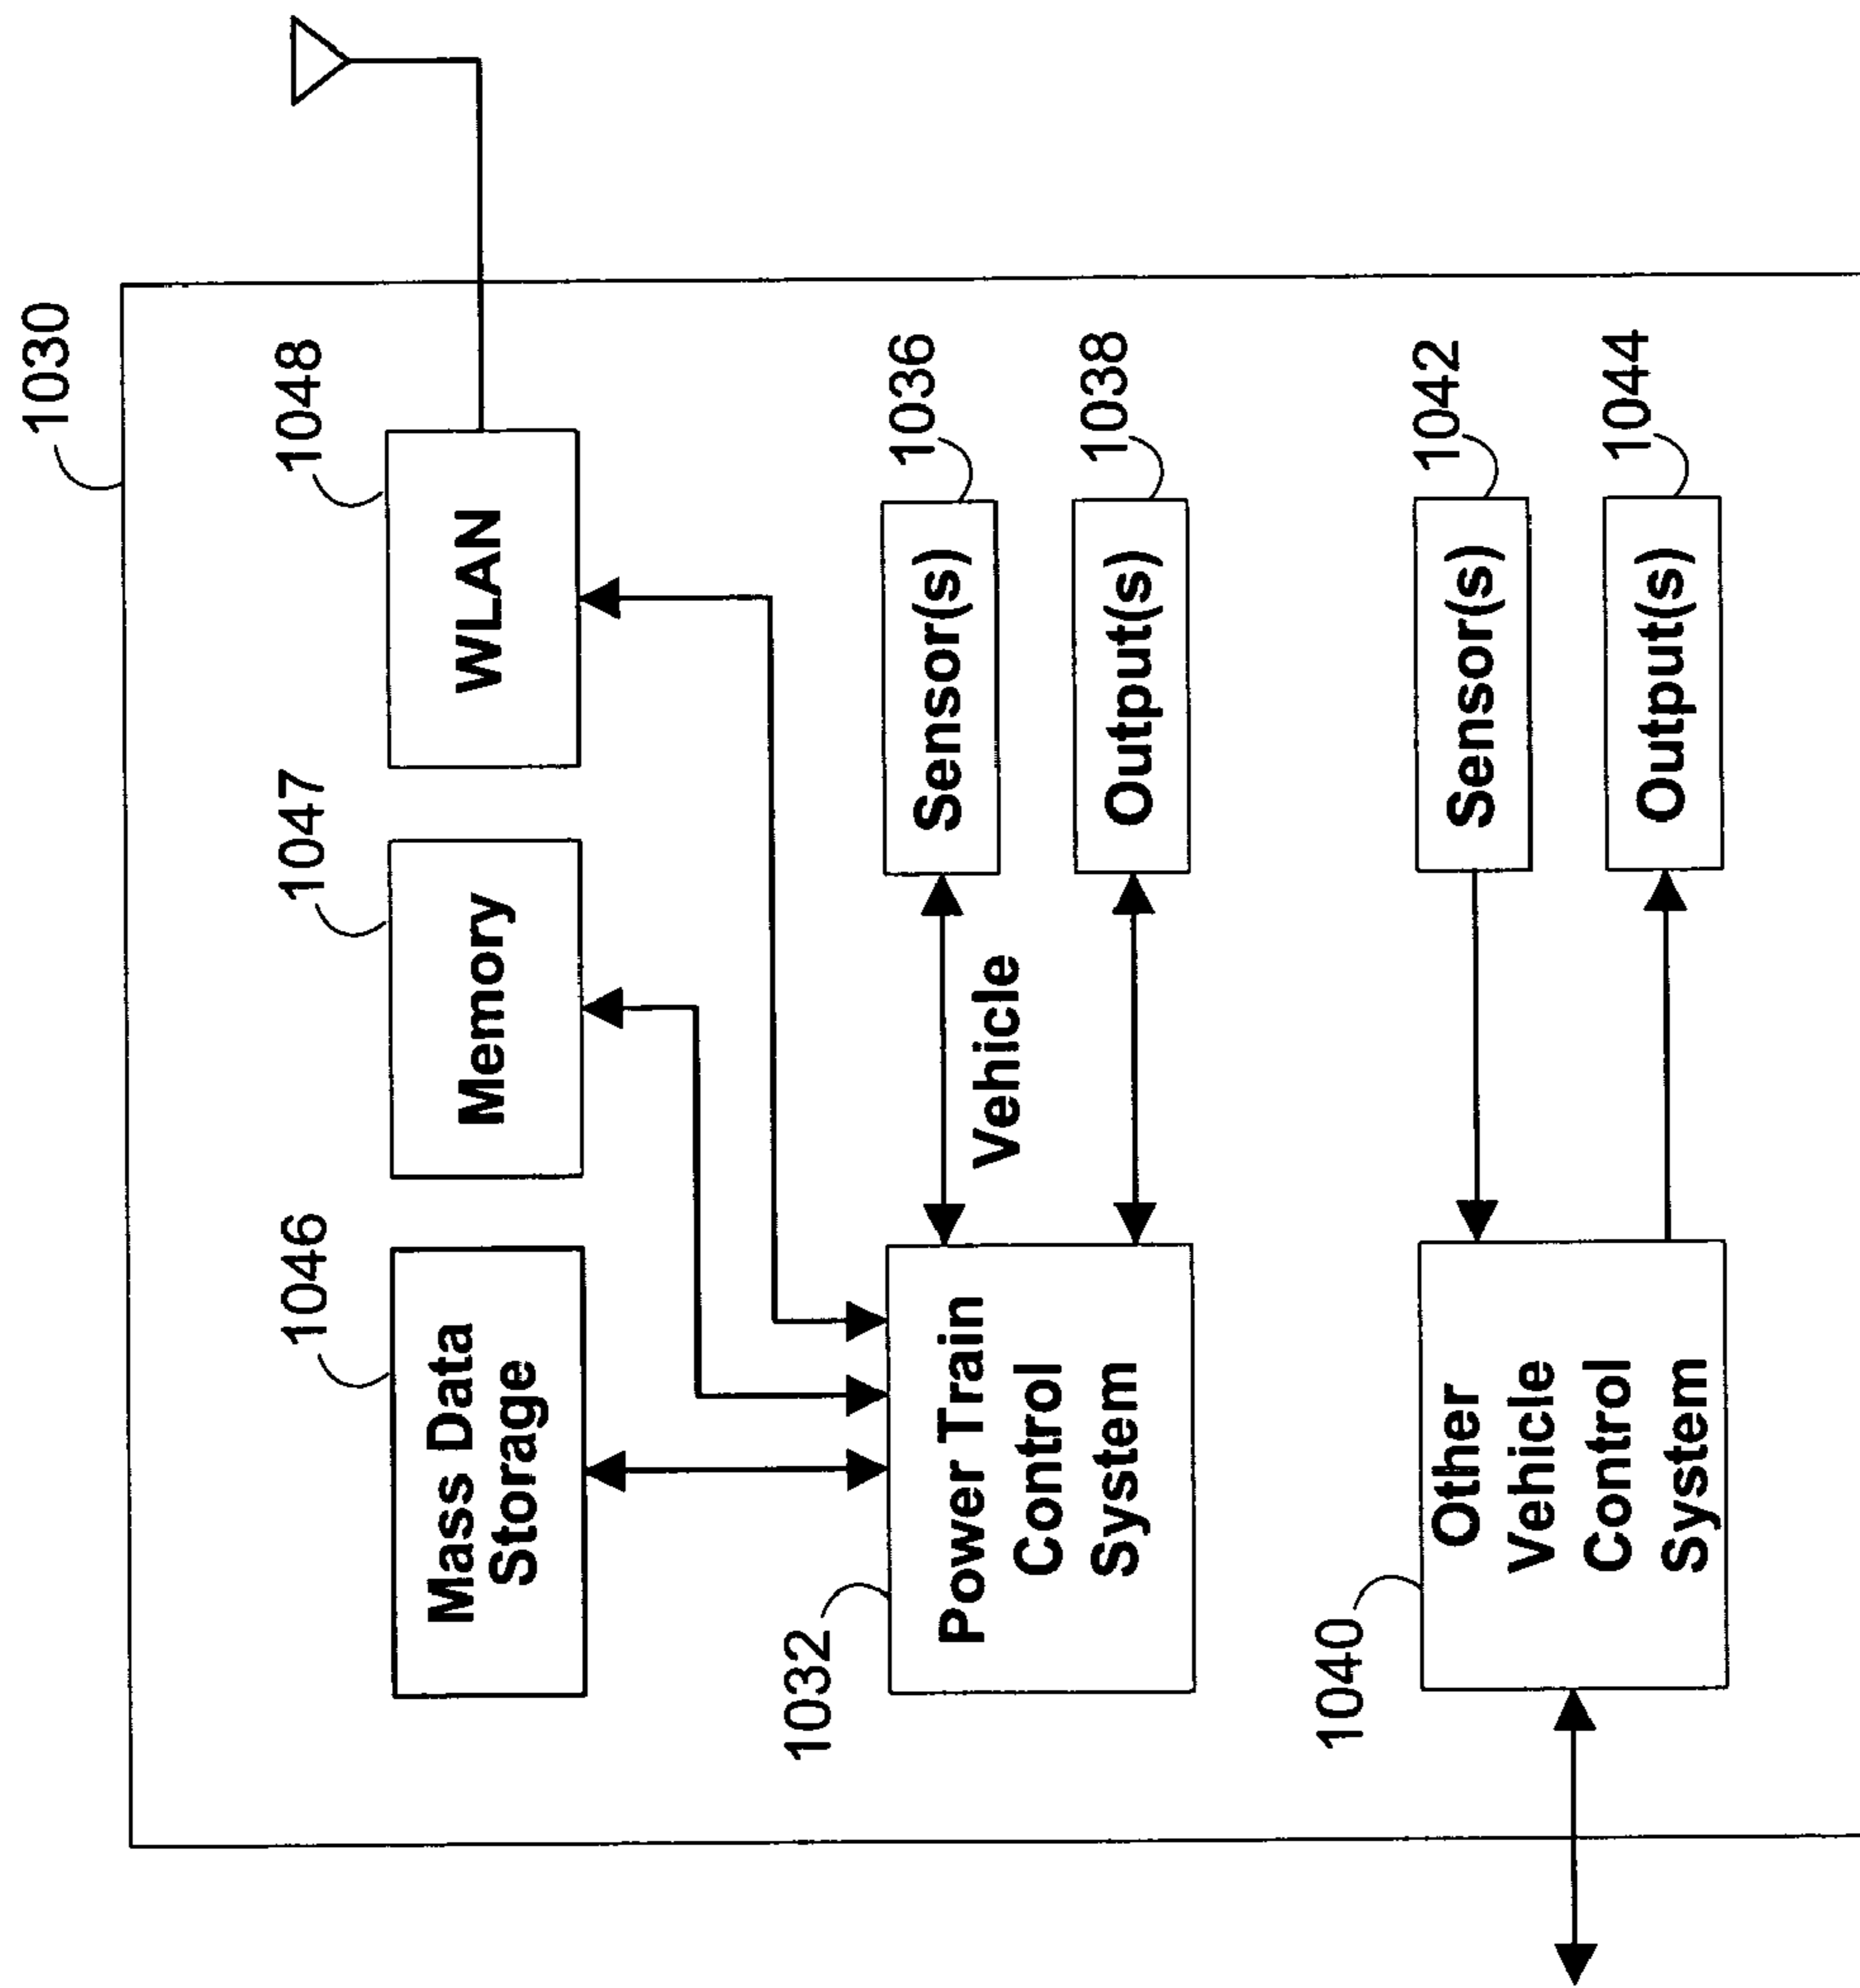 1030
1046
1047
1048
Mass Data
Storage
Memory
WLAN
1032
Power Train
Control
System
1036
Sensor(s)
Vehicle
1038
Output(s)
1040
Other
Vehicle
Control
System
1042
Sensor(s)
1044
Output(s)